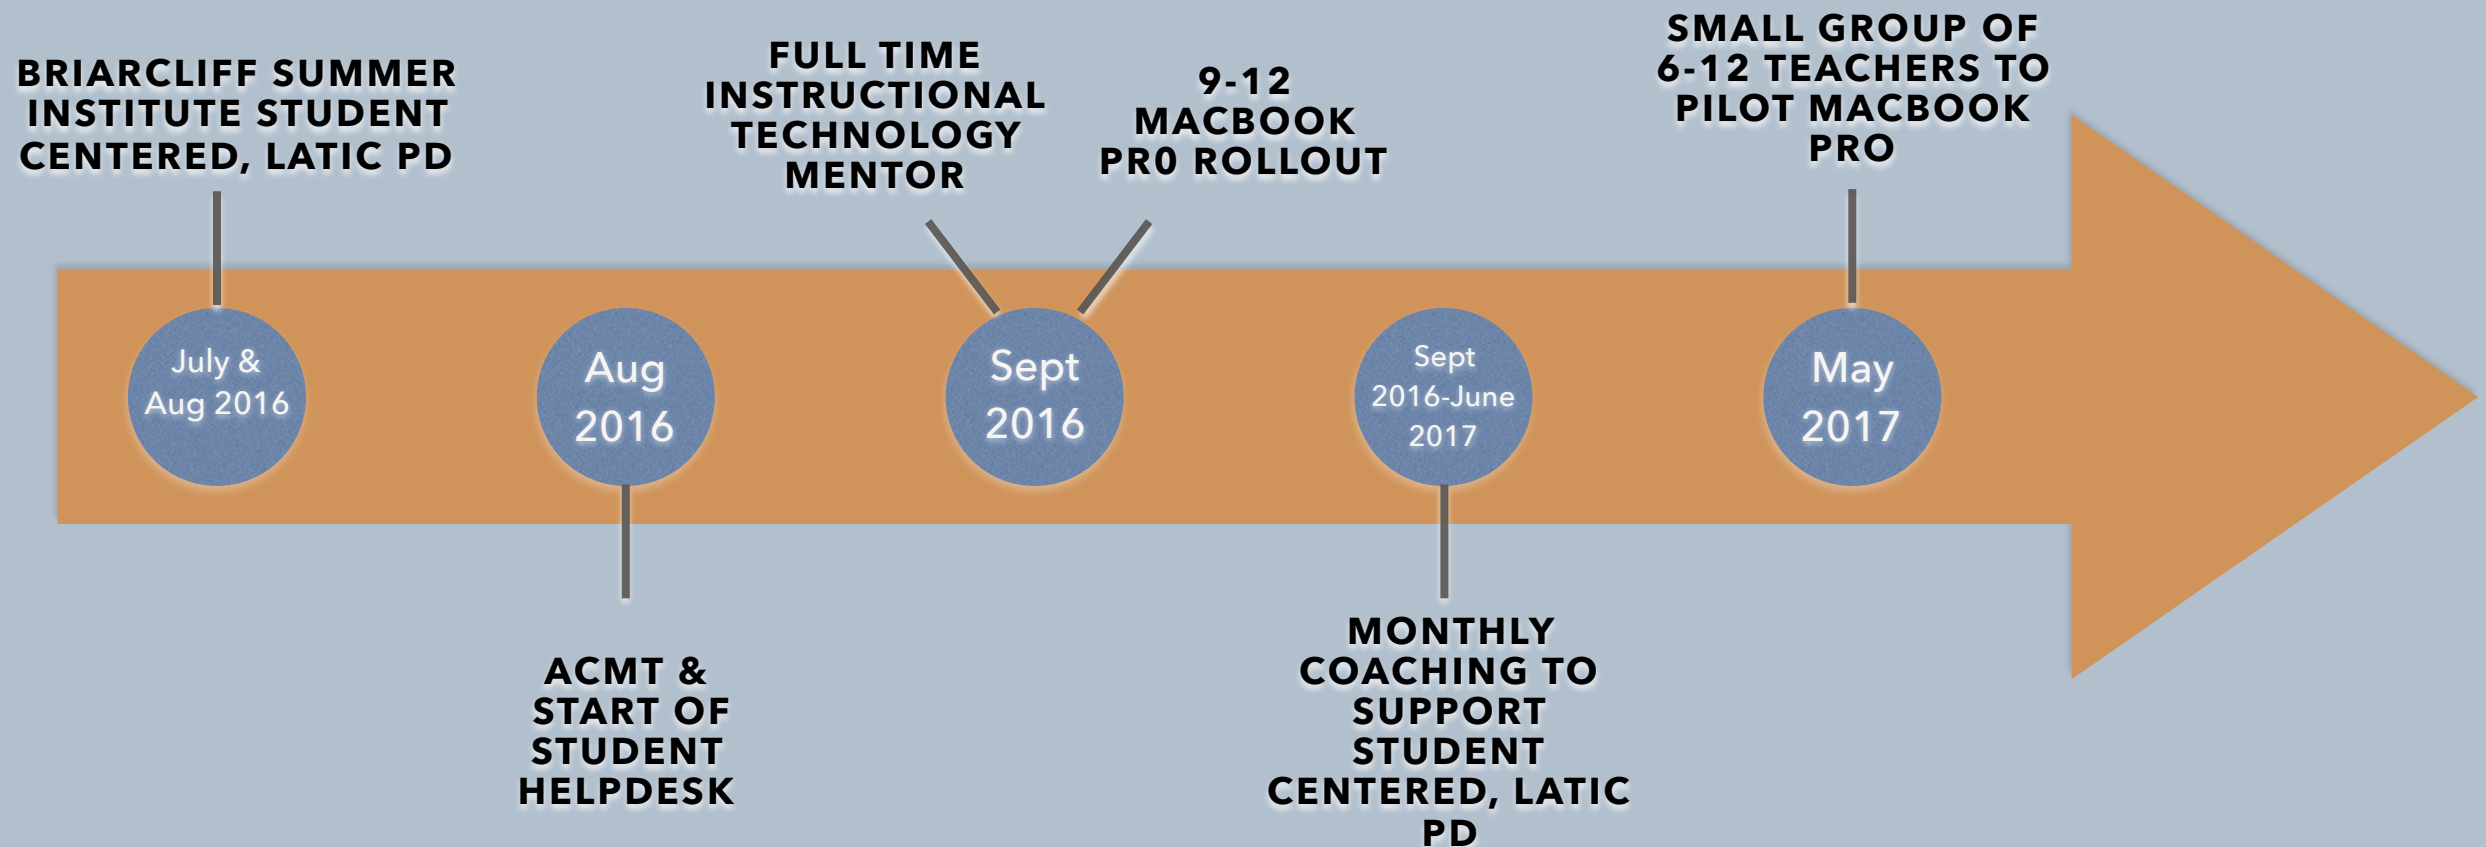 BRIARCLIFF SUMMER
INSTITUTE STUDENT
CENTERED, LATIC PD
FULL TIME
INSTRUCTIONAL
TECHNOLOGY
MENTOR
9-12
MACBOOK
PR0 ROLLOUT
SMALL GROUP OF
6-12 TEACHERS TO
PILOT MACBOOK
PRO
July &
Aug 2016
Aug
2016
Sept
2016
Sept
2016-June
2017
May
2017
ACMT &
START OF
STUDENT
HELPDESK
MONTHLY
COACHING TO
SUPPORT
STUDENT
CENTERED, LATIC
PD